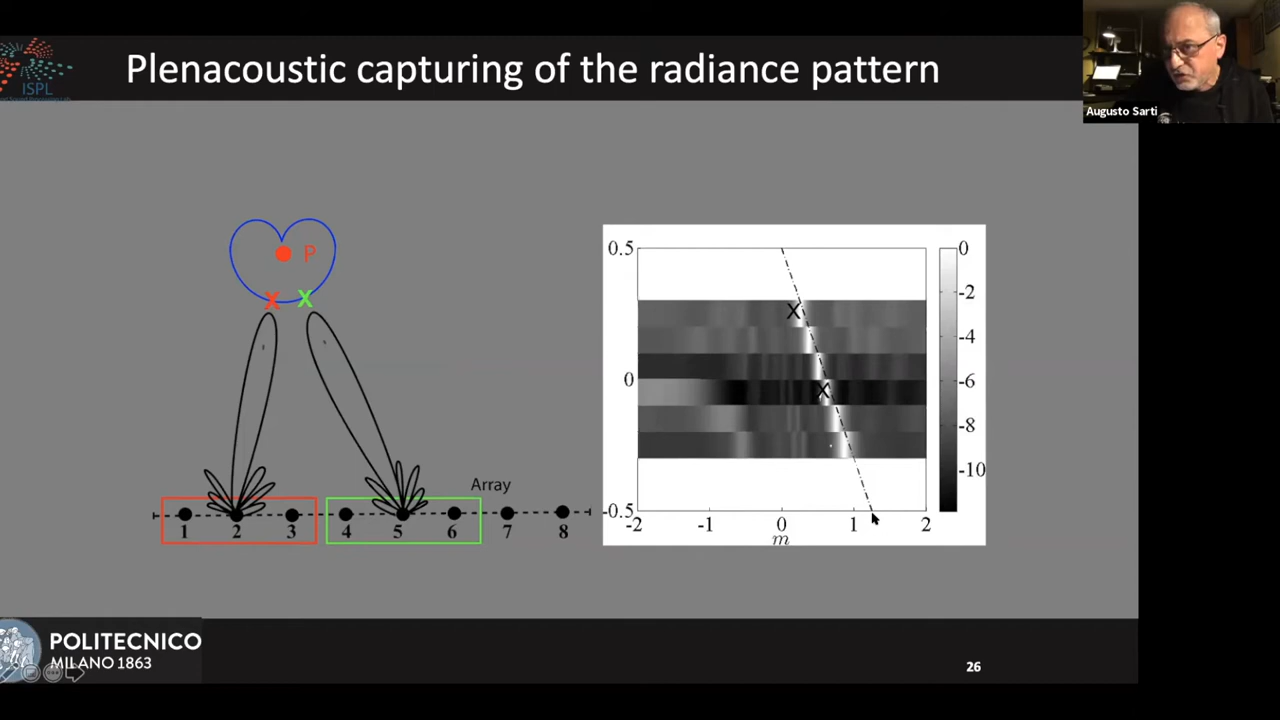 Plenacoustic capturing of the radiance pattern
ISPL
Augusto Sarti
P
X X
Array
1 2 3 4 5 6 7 8
0.5
0
-0.5
X
X
-2 -1 0 1 2
m
0
-2
-4
-6
-8
-10
POLITECNICO
MILANO 1863
26